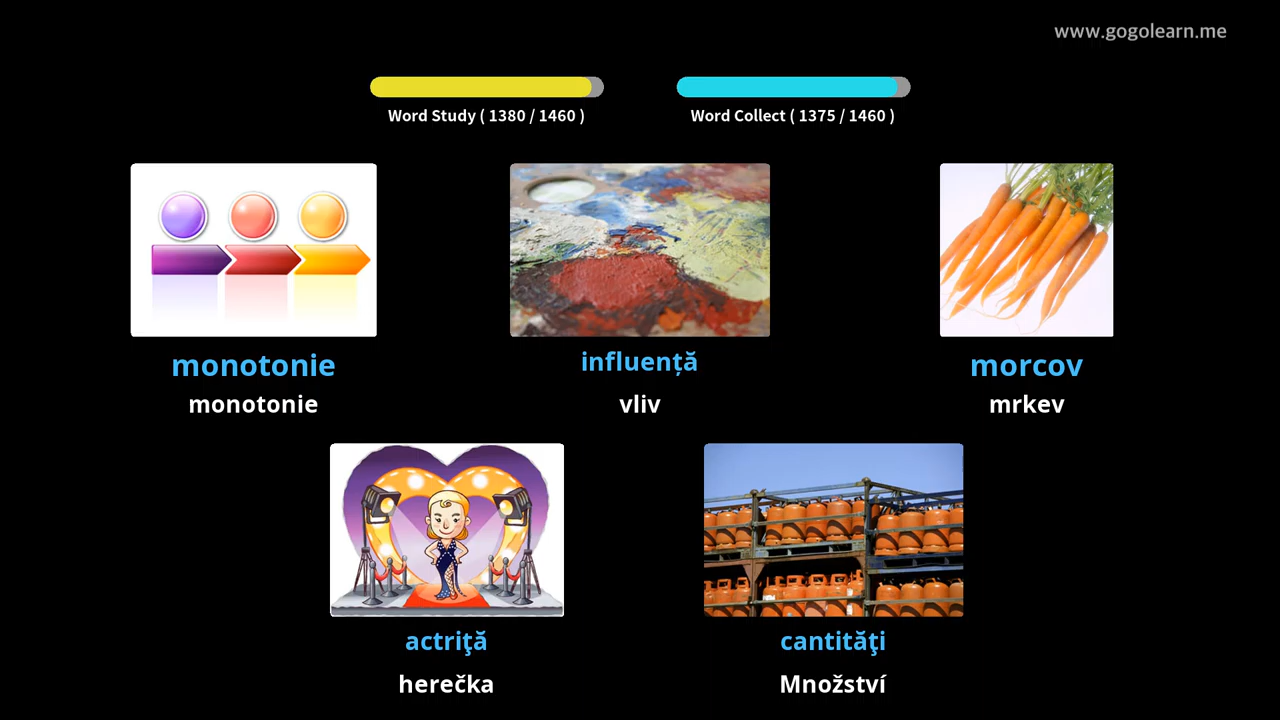 www.gogolearn.me
Word Study ( 1380 / 1460 )
Word Collect ( 1375 / 1460 )
monotonie
monotonie
influență
vliv
morcov
mrkev
actriţă
herečka
cantităţi
Množství